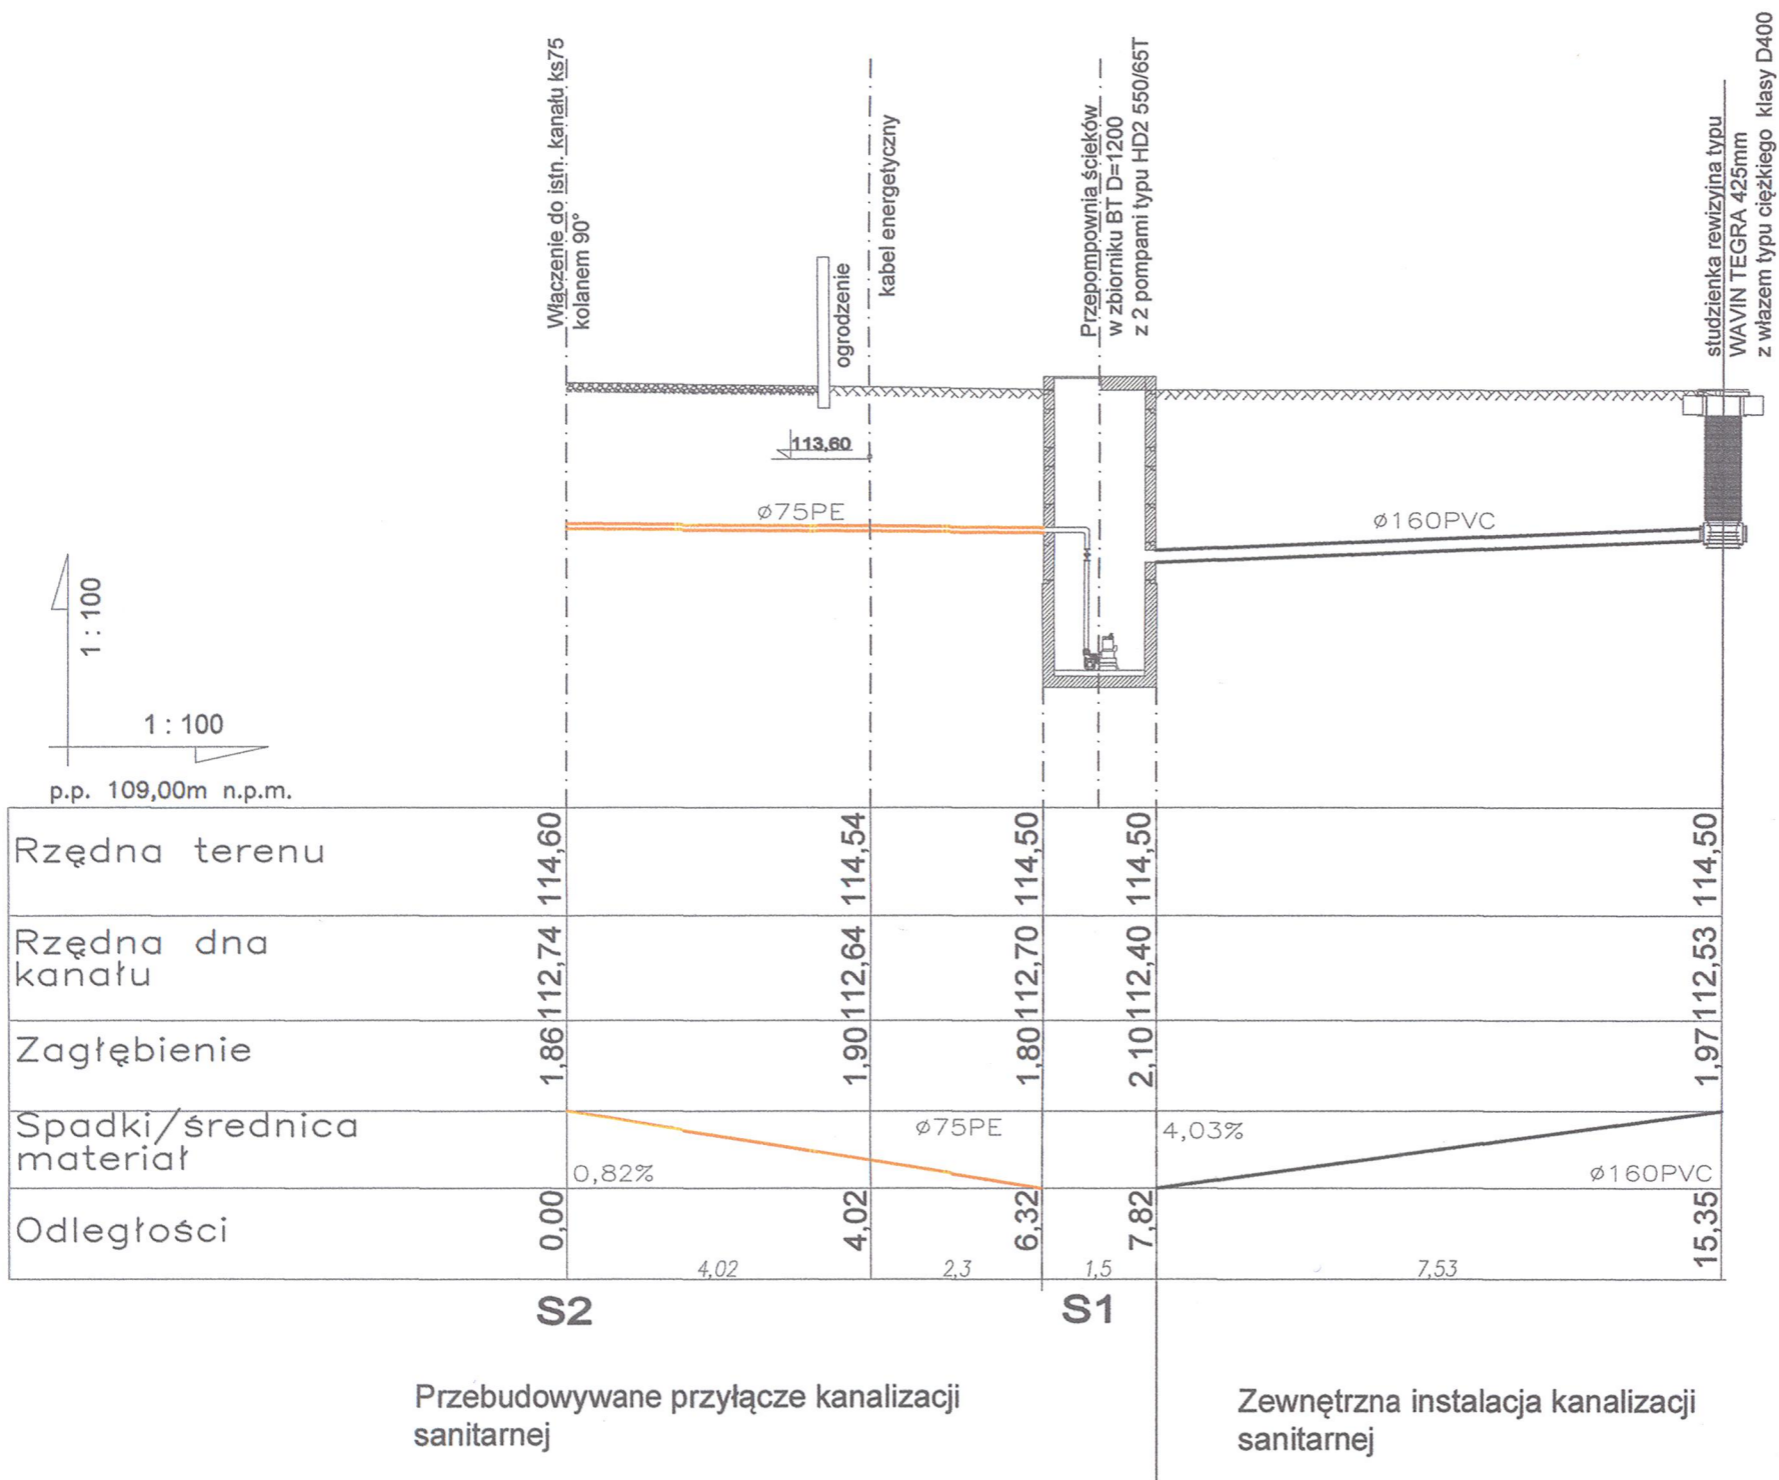 Włączenie do istn. kanału ks75
kolanem 90°
ogrodzenie
kabel energetyczny
Przepompownia ścieków
w zbiorniku BT D=1200
z 2 pompami typu HD2 550/65T
studzienka rewizyjna typu
WAVIN TEGRA 425mm
z włazem typu ciężkiego klasy D400
113,60
ø75PE
ø160PVC
1 : 100
1 : 100
p.p. 109,00m n.p.m.
Rzędna terenu
114,60
114,54
114,50
114,50
114,50
Rzędna dna
kanału
112,74
112,64
112,70
112,40
112,53
Zagłębienie
1,86
1,90
1,80
2,10
1,97
Spadki/średnica
materiał
0,82%
ø75PE
4,03%
ø160PVC
Odległości
0,00
4,02
6,32
7,82
15,35
4,02
2,3
1,5
7,53
S2
S1
Przebudowywane przyłącze kanalizacji
sanitarnej
Zewnętrzna instalacja kanalizacji
sanitarnej